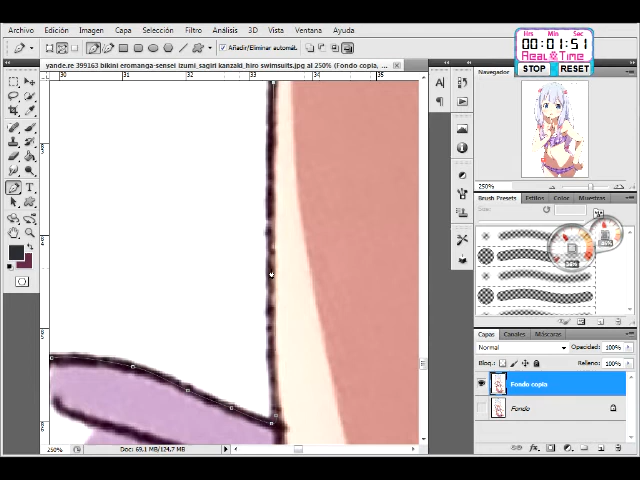 Archivo Edición Imagen Capa Selección Filtro Análisis 3D Vista Ventana Ayuda
Hrs Min Sec
00:01:51
Real Time
STOP RESET
Añadir/Eliminar automát.
yande.re 399163 bikini eromanga-sensei izumi_sagiri kanzaki_hiro swimsuits.jpg al 250% (Fondo copia,
30 31 32 33 34 35
Navegador
250%
Brush Presets Estilos Color Muestras
Size:
Capas Canales Máscaras
Normal Opacidad: 100%
Bloq.: Relleno: 100%
Fondo copia
Fondo
250% Doc: 69,1 MB/124,7 MB